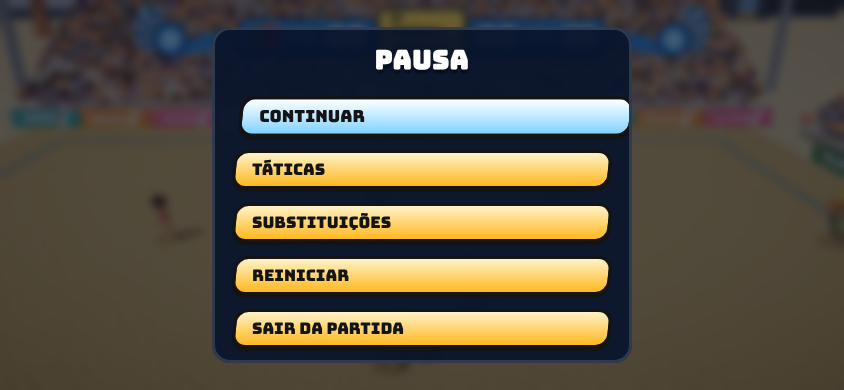 PAUSA
CONTINUAR
TÁTICAS
SUBSTITUIÇÕES
REINICIAR
SAIR DA PARTIDA